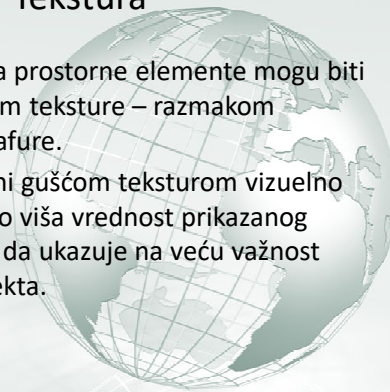 Tekstura
a prostorne elemente mogu biti
m teksture – razmakom
afure.
ni gušćom teksturom vizuelno
o viša vrednost prikazanog
da ukazuje na veću važnost
ekta.